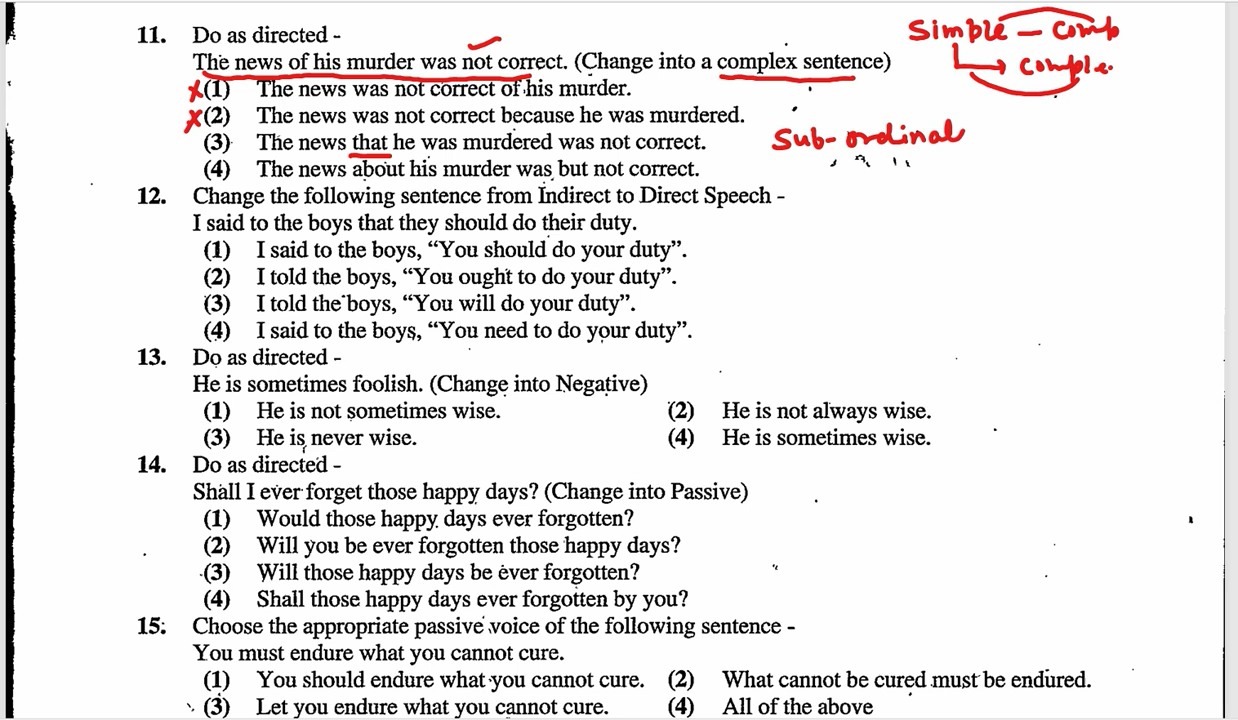 11. Do as directed -
Simple - Comp
The news of his murder was not correct. (Change into a complex sentence)
Comple.
(1) The news was not correct of his murder.
(2) The news was not correct because he was murdered.
(3) The news that he was murdered was not correct.
Sub-ordinal
(4) The news about his murder was but not correct.
12. Change the following sentence from Indirect to Direct Speech -
I said to the boys that they should do their duty.
(1) I said to the boys, “You should do your duty”.
(2) I told the boys, “You ought to do your duty”.
(3) I told the boys, “You will do your duty”.
(4) I said to the boys, “You need to do your duty”.
13. Do as directed -
He is sometimes foolish. (Change into Negative)
(1) He is not sometimes wise. (2) He is not always wise.
(3) He is never wise. (4) He is sometimes wise.
14. Do as directed -
Shall I ever forget those happy days? (Change into Passive)
(1) Would those happy days ever forgotten?
(2) Will you be ever forgotten those happy days?
(3) Will those happy days be ever forgotten?
(4) Shall those happy days ever forgotten by you?
15. Choose the appropriate passive voice of the following sentence -
You must endure what you cannot cure.
(1) You should endure what you cannot cure. (2) What cannot be cured must be endured.
(3) Let you endure what you cannot cure. (4) All of the above